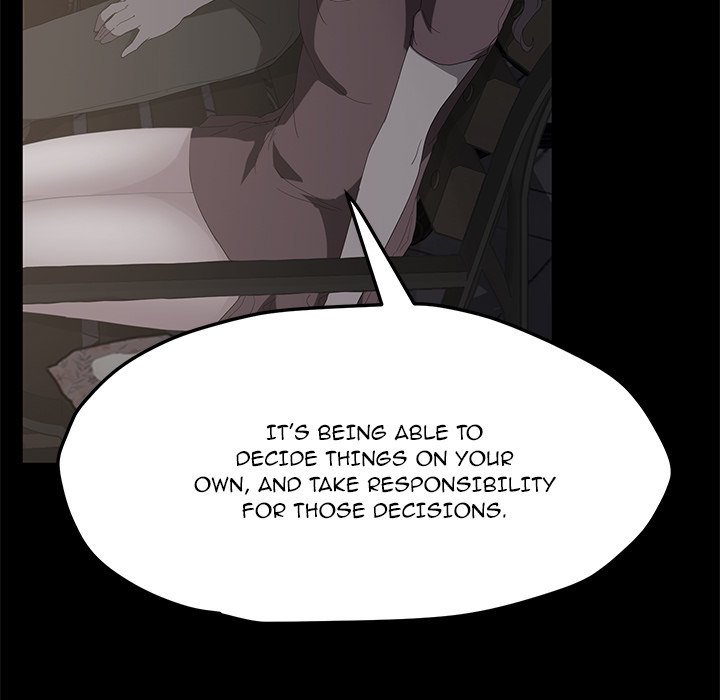 IT'S BEING ABLE TO
DECIDE THINGS ON YOUR
OWN, AND TAKE RESPONSIBILITY
FOR THOSE DECISIONS.